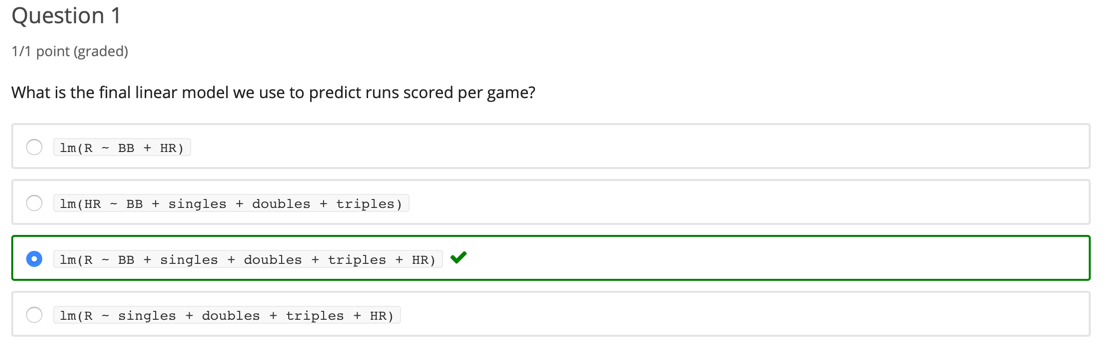 Question 1
1/1 point (graded)
What is the final linear model we use to predict runs scored per game?
lm(R ~ BB + HR)
lm(HR ~ BB + singles + doubles + triples)
lm(R ~ BB + singles + doubles + triples + HR)
lm(R ~ singles + doubles + triples + HR)